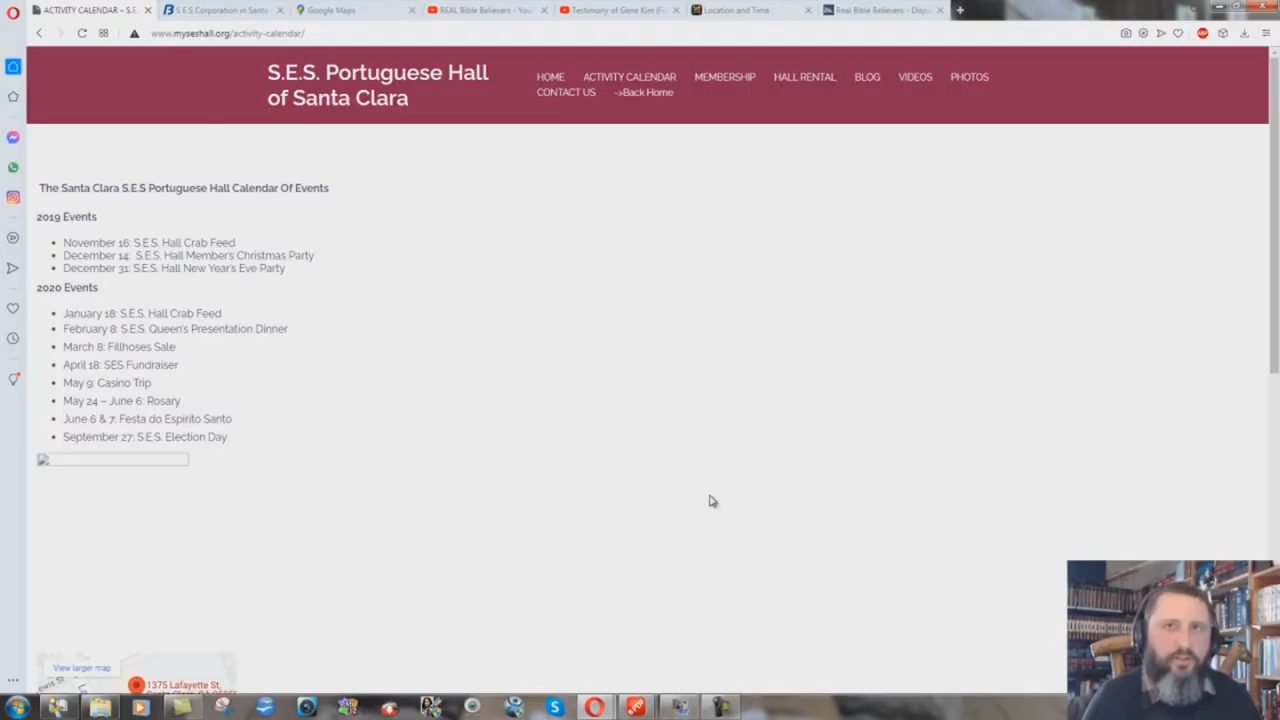 ACTIVITY CALENDAR – S.E.
S E S Corporation in Santa
Google Maps
REAL Bible Believers - You
Testimony of Gene Kim (F
Location and Time
Real Bible Believers - Disp
www.myseshall.org/activity-calendar/
S.E.S. Portuguese Hall
of Santa Clara
HOME ACTIVITY CALENDAR MEMBERSHIP HALL RENTAL BLOG VIDEOS PHOTOS
CONTACT US ->Back Home
The Santa Clara S.E.S Portuguese Hall Calendar Of Events
2019 Events
November 16: S.E.S. Hall Crab Feed
December 14: S.E.S. Hall Member's Christmas Party
December 31: S.E.S. Hall New Year's Eve Party
2020 Events
January 18: S.E.S. Hall Crab Feed
February 8: S.E.S. Queen's Presentation Dinner
March 8: Fillhoses Sale
April 18: SES Fundraiser
May 9: Casino Trip
May 24 – June 6: Rosary
June 6 & 7: Festa do Espirito Santo
September 27: S.E.S. Election Day
View larger map
1375 Lafayette St,